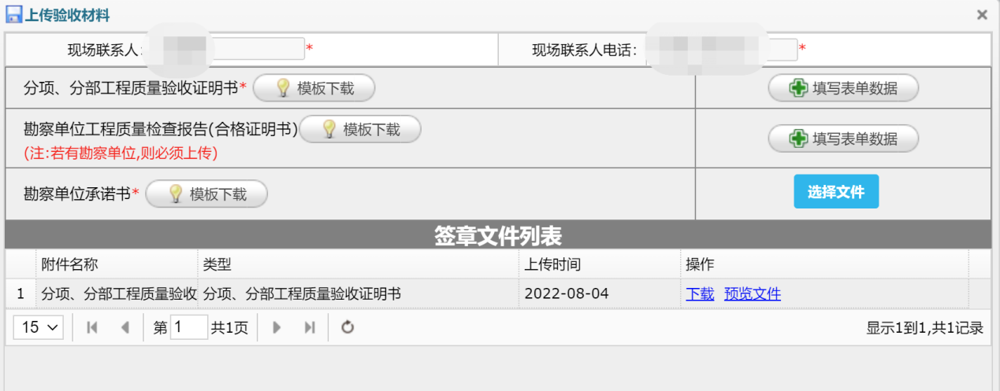 上传验收材料
现场联系人: * 现场联系人电话: *
分项、分部工程质量验收证明书* 模板下载 填写表单数据
勘察单位工程质量检查报告(合格证明书) 模板下载 填写表单数据
(注:若有勘察单位,则必须上传)
勘察单位承诺书* 模板下载 选择文件
签章文件列表
附件名称 类型 上传时间 操作
1 分项、分部工程质量验收 分项、分部工程质量验收证明书 2022-08-04 下载 预览文件
15 第 1 共1页 显示1到1,共1记录